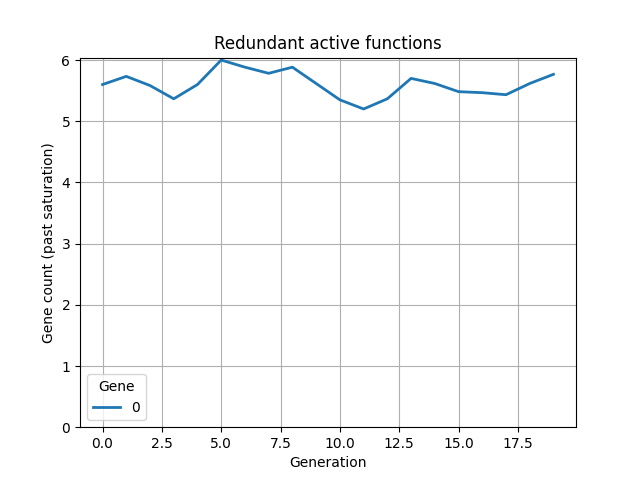 Redundant active functions
Gene count (past saturation)
6
5
4
3
2
1
0
Gene
0
0.0 2.5 5.0 7.5 10.0 12.5 15.0 17.5
Generation